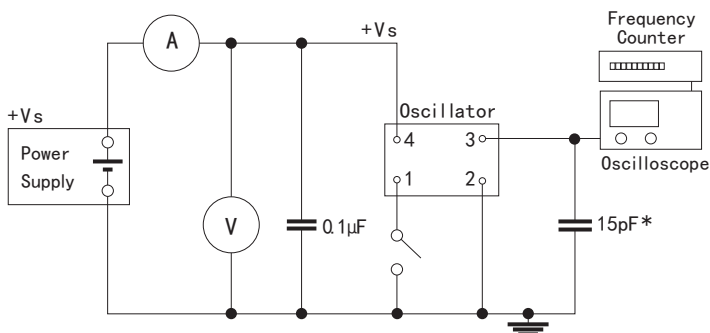 Frequency
Counter
+Vs
A
+Vs
Oscillator
Power
Supply
4
3
1
2
Oscilloscope
V
0.1μF
15pF*